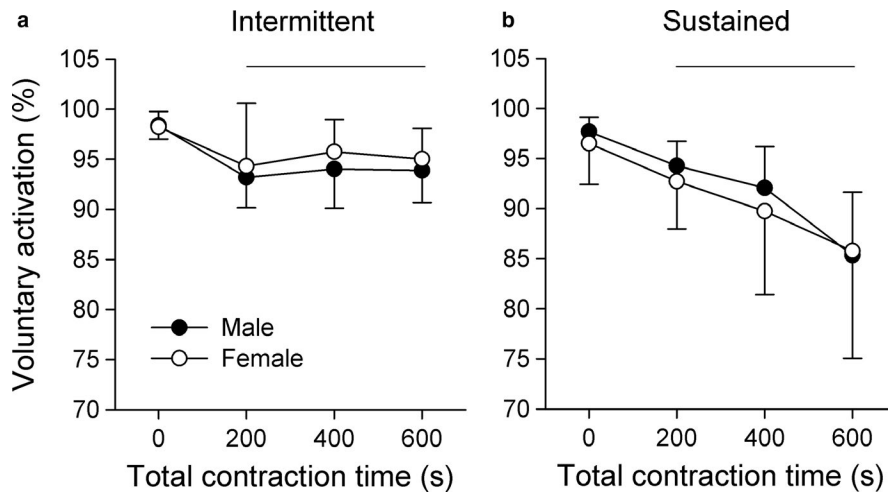 a Intermittent
Voluntary activation (%)
105
100
95
90
85
80
75
70
Male
Female
0 200 400 600
Total contraction time (s)
b Sustained
105
100
95
90
85
80
75
70
0 200 400 600
Total contraction time (s)